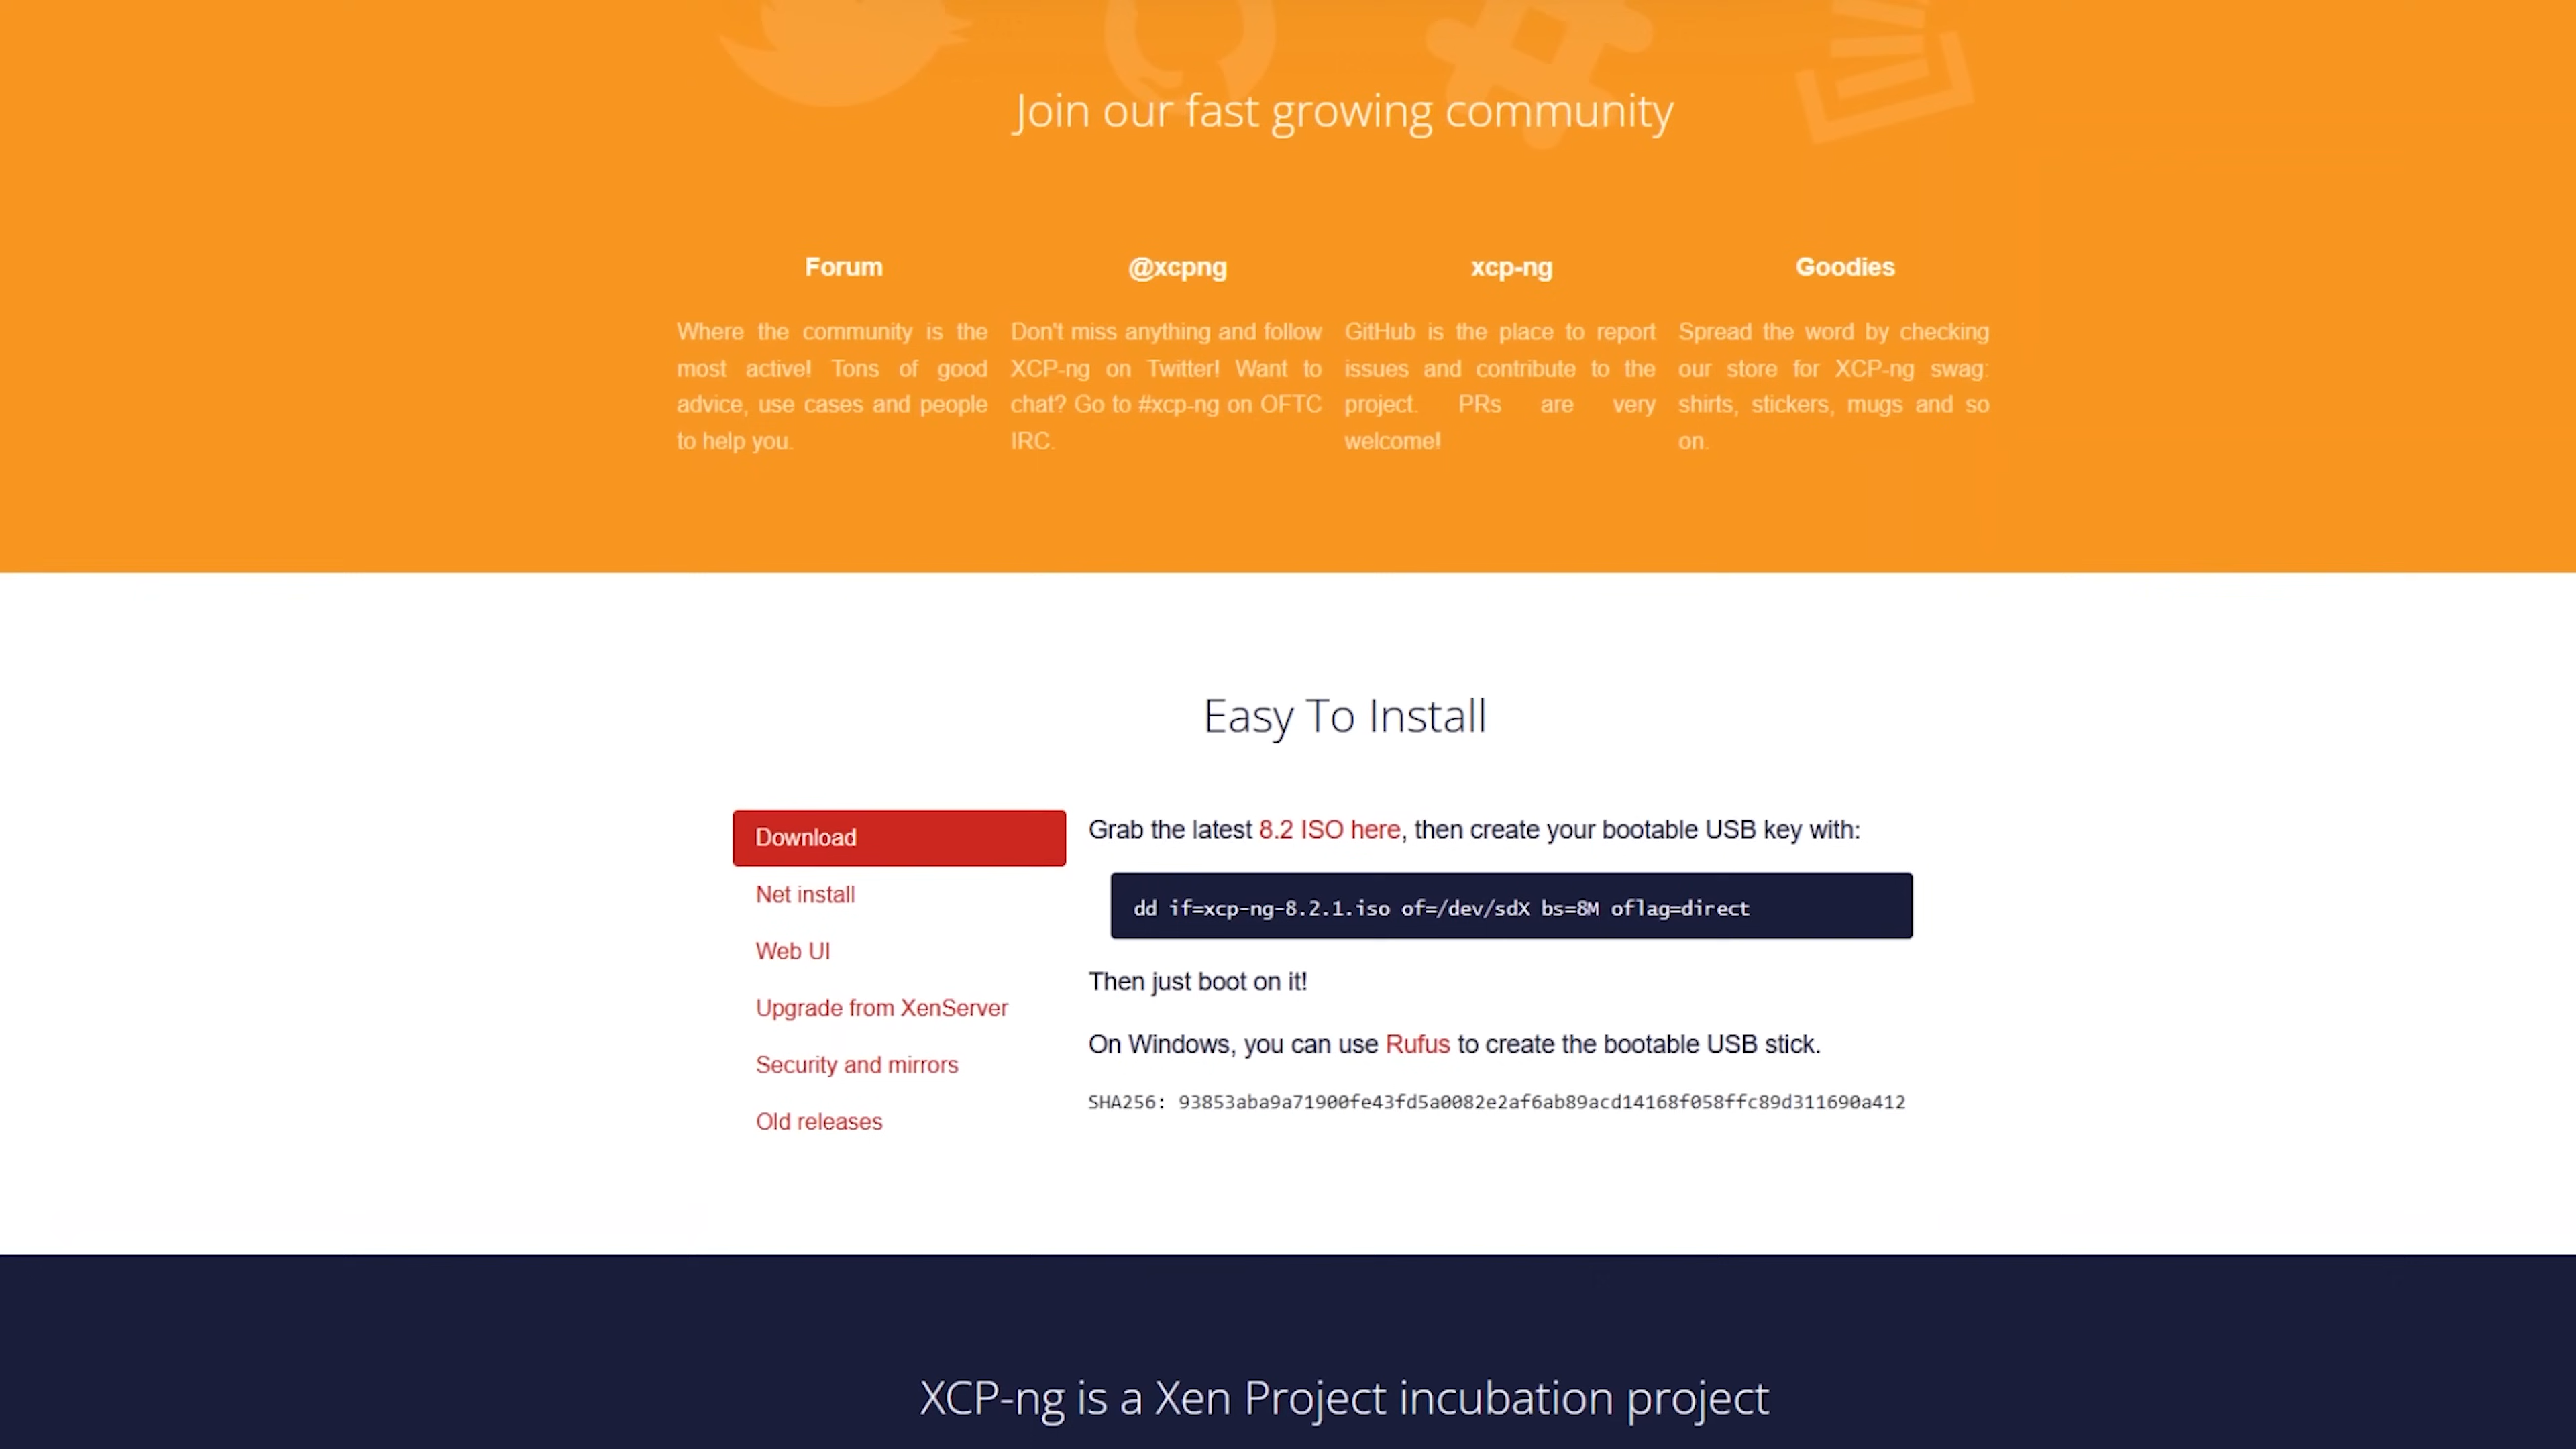 Join our fast growing community
Forum
Where the community is the
most active! Tons of good
advice, use cases and people
to help you.
@xcpng
Don't miss anything and follow
XCP-ng on Twitter! Want to
chat? Go to #xcp-ng on OFTC
IRC.
xcp-ng
GitHub is the place to report
issues and contribute to the
project. PRs are very
welcome!
Goodies
Spread the word by checking
our store for XCP-ng swag:
shirts, stickers, mugs and so
on.
Easy To Install
Download
Net install
Web UI
Upgrade from XenServer
Security and mirrors
Old releases
Grab the latest 8.2 ISO here, then create your bootable USB key with:
dd if=xcp-ng-8.2.1.iso of=/dev/sdX bs=8M oflag=direct
Then just boot on it!
On Windows, you can use Rufus to create the bootable USB stick.
SHA256: 93853aba9a71900fe43fd5a0082e2af6ab89acd14168f058ffc89d311690a412
XCP-ng is a Xen Project incubation project